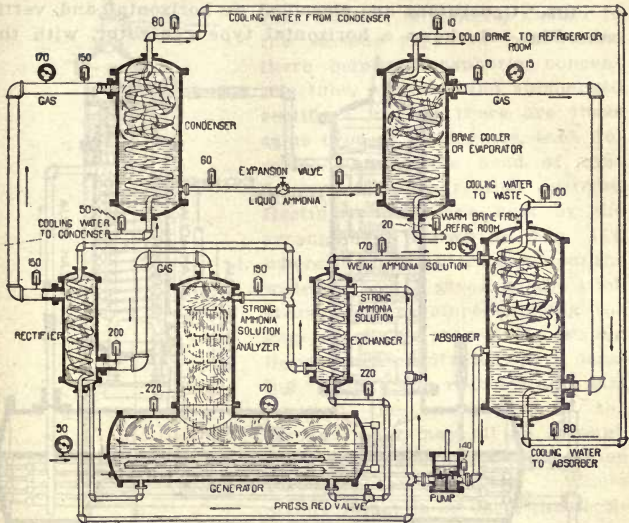 80
COOLING WATER FROM CONDENSER
10
COLD BRINE TO REFRIGERATOR
ROOM
170
150
GAS
CONDENSER
GAS
15
BRINE COOLER
OR EVAPORATOR
60
EXPANSION VALVE
0
LIQUID AMMONIA
50
COOLING WATER
TO CONDENSER
COOLING WATER
TO WASTE
100
20
WARM BRINE FROM
REFRIG ROOM
30
170
WEAK AMMONIA SOLUTION
GAS
150
190
STRONG
AMMONIA
SOLUTION
ANALYZER
STRONG
AMMONIA
SOLUTION
EXCHANGER
RECTIFIER
200
ABSORBER
220
170
220
50
140
80
COOLING WATER
TO ABSORBER
GENERATOR
PUMP
PRESS RED VALVE